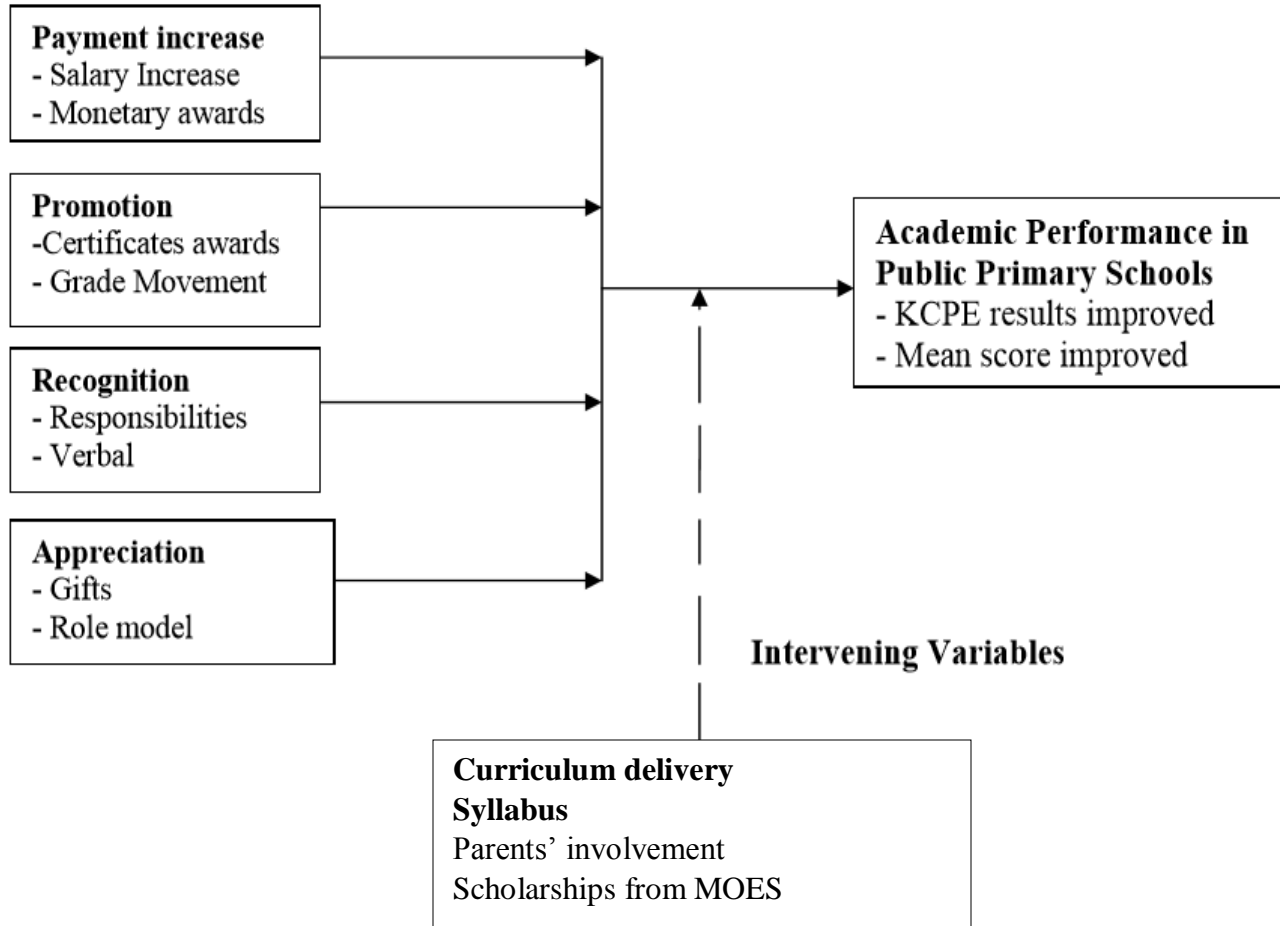 Payment increase
- Salary Increase
- Monetary awards
Promotion
-Certificates awards
- Grade Movement
Recognition
- Responsibilities
- Verbal
Appreciation
- Gifts
- Role model
Academic Performance in
Public Primary Schools
- KCPE results improved
- Mean score improved
Intervening Variables
Curriculum delivery
Syllabus
Parents’ involvement
Scholarships from MOES